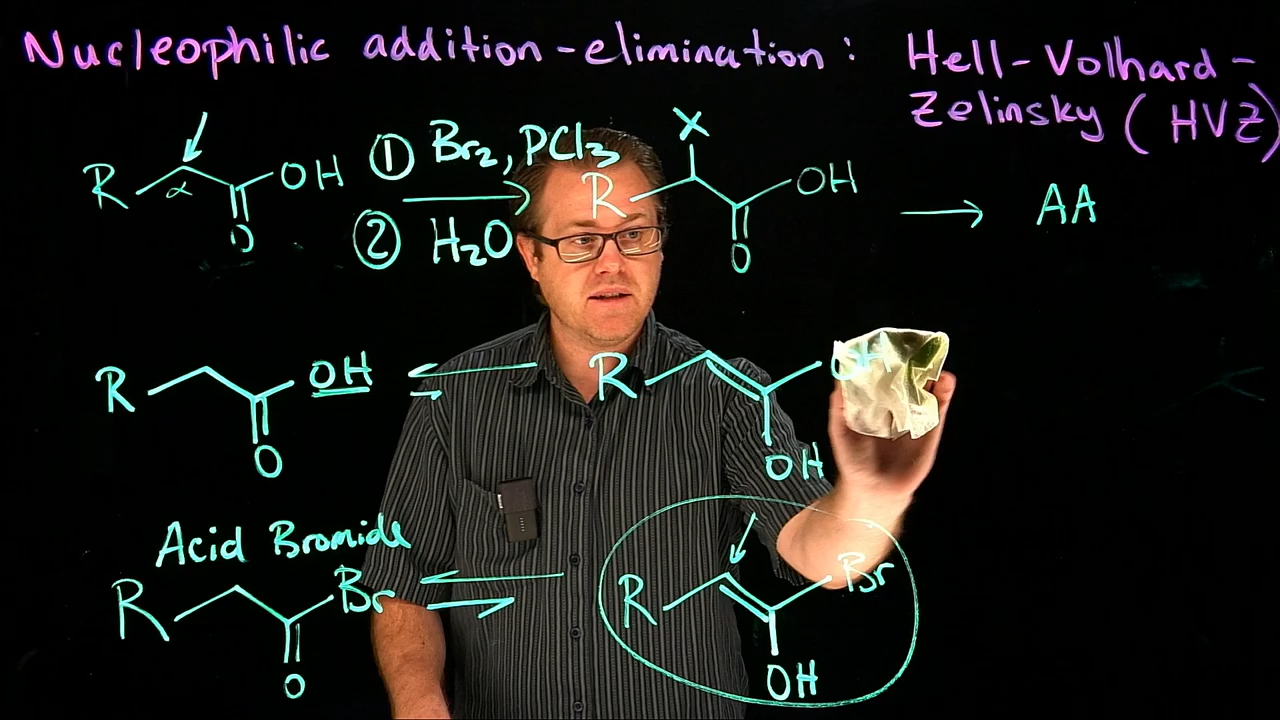 Nucleophilic addition-elimination: Hell-Volhard-
Zelinsky (HVZ)
R α OH O
① Br₂, PCl₃
② H₂O
X R OH O
→ AA
R OH O
R OH OH
Acid Bromide
R Br O
R Br OH